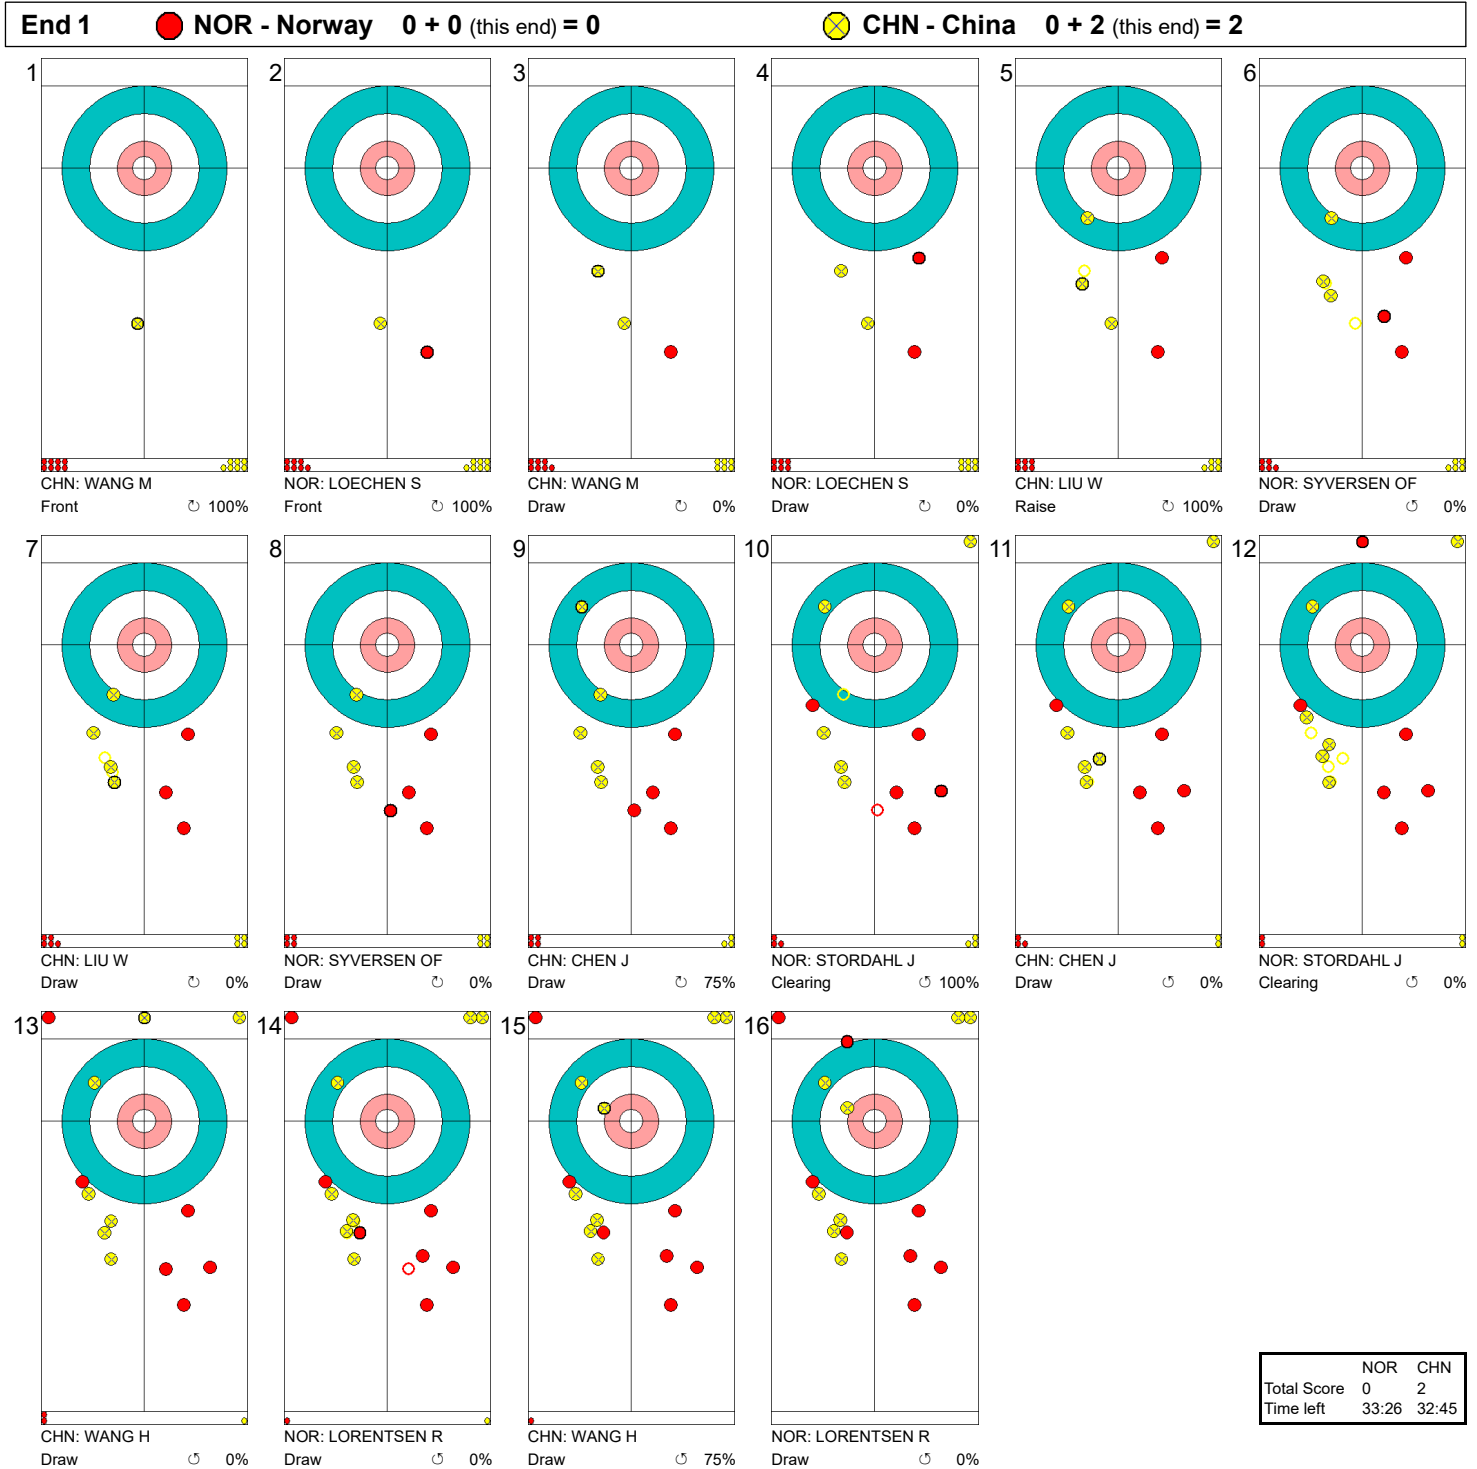 End 1 NOR - Norway 0 + 0 (this end) = 0 CHN - China 0 + 2 (this end) = 2
1 2 3 4 5 6
CHN: WANG M NOR: LOECHEN S CHN: WANG M NOR: LOECHEN S CHN: LIU W NOR: SYVERSEN OF
Front ↻ 100% Front ↻ 100% Draw ↻ 0% Draw ↻ 0% Raise ↻ 100% Draw ↺ 0%
7 8 9 10 11 12
CHN: LIU W NOR: SYVERSEN OF CHN: CHEN J NOR: STORDAHL J CHN: CHEN J NOR: STORDAHL J
Draw ↻ 0% Draw ↻ 0% Draw ↻ 75% Clearing ↺ 100% Draw ↺ 0% Clearing ↺ 0%
13 14 15 16
CHN: WANG H NOR: LORENTSEN R CHN: WANG H NOR: LORENTSEN R
Draw ↺ 0% Draw ↺ 0% Draw ↺ 75% Draw ↺ 0%
NOR CHN
Total Score 0 2
Time left 33:26 32:45